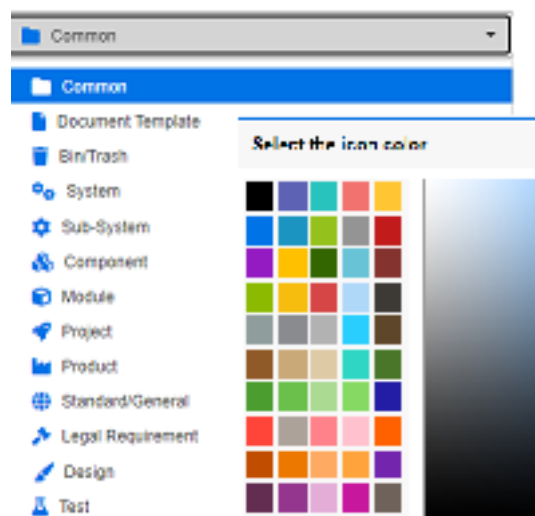 Common
Common
Document Template
Bin/Trash
System
Sub-System
Component
Module
Project
Product
Standard/General
Legal Requirement
Design
Test
Select the icon color